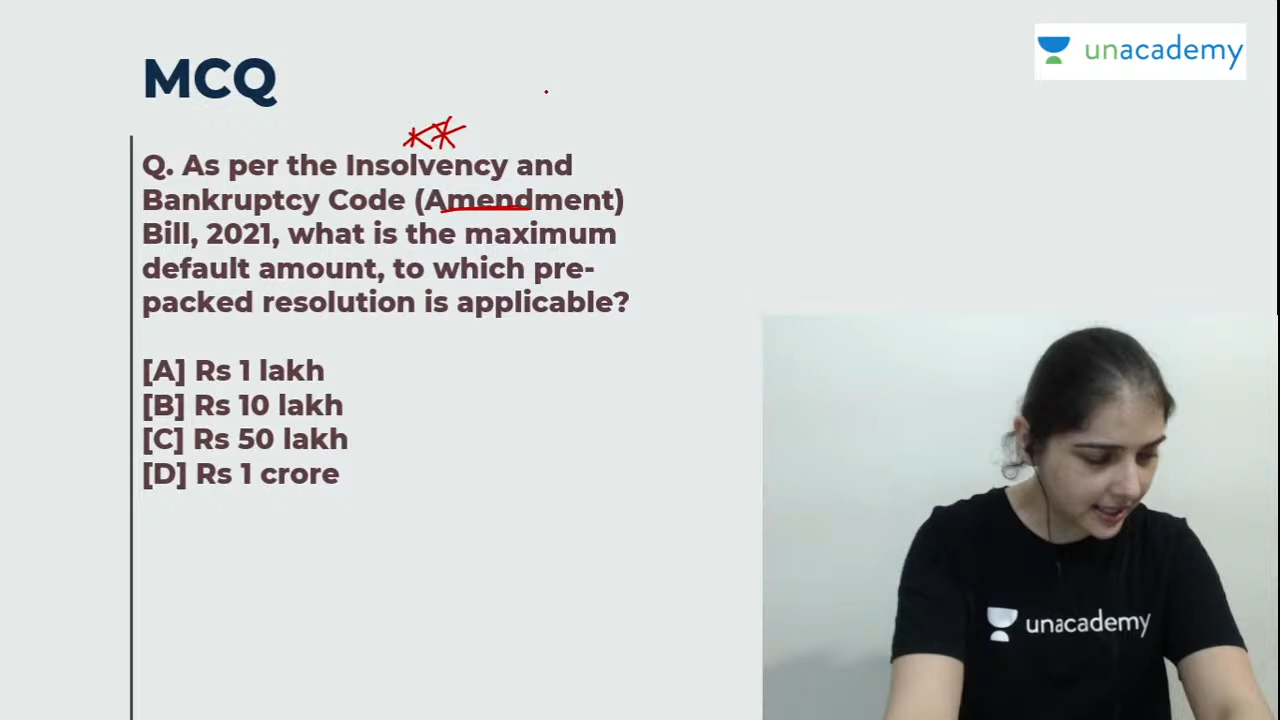 unacademy
MCQ
Q. As per the Insolvency and
Bankruptcy Code (Amendment)
Bill, 2021, what is the maximum
default amount, to which pre-
packed resolution is applicable?
[A] Rs 1 lakh
[B] Rs 10 lakh
[C] Rs 50 lakh
[D] Rs 1 crore
unacademy